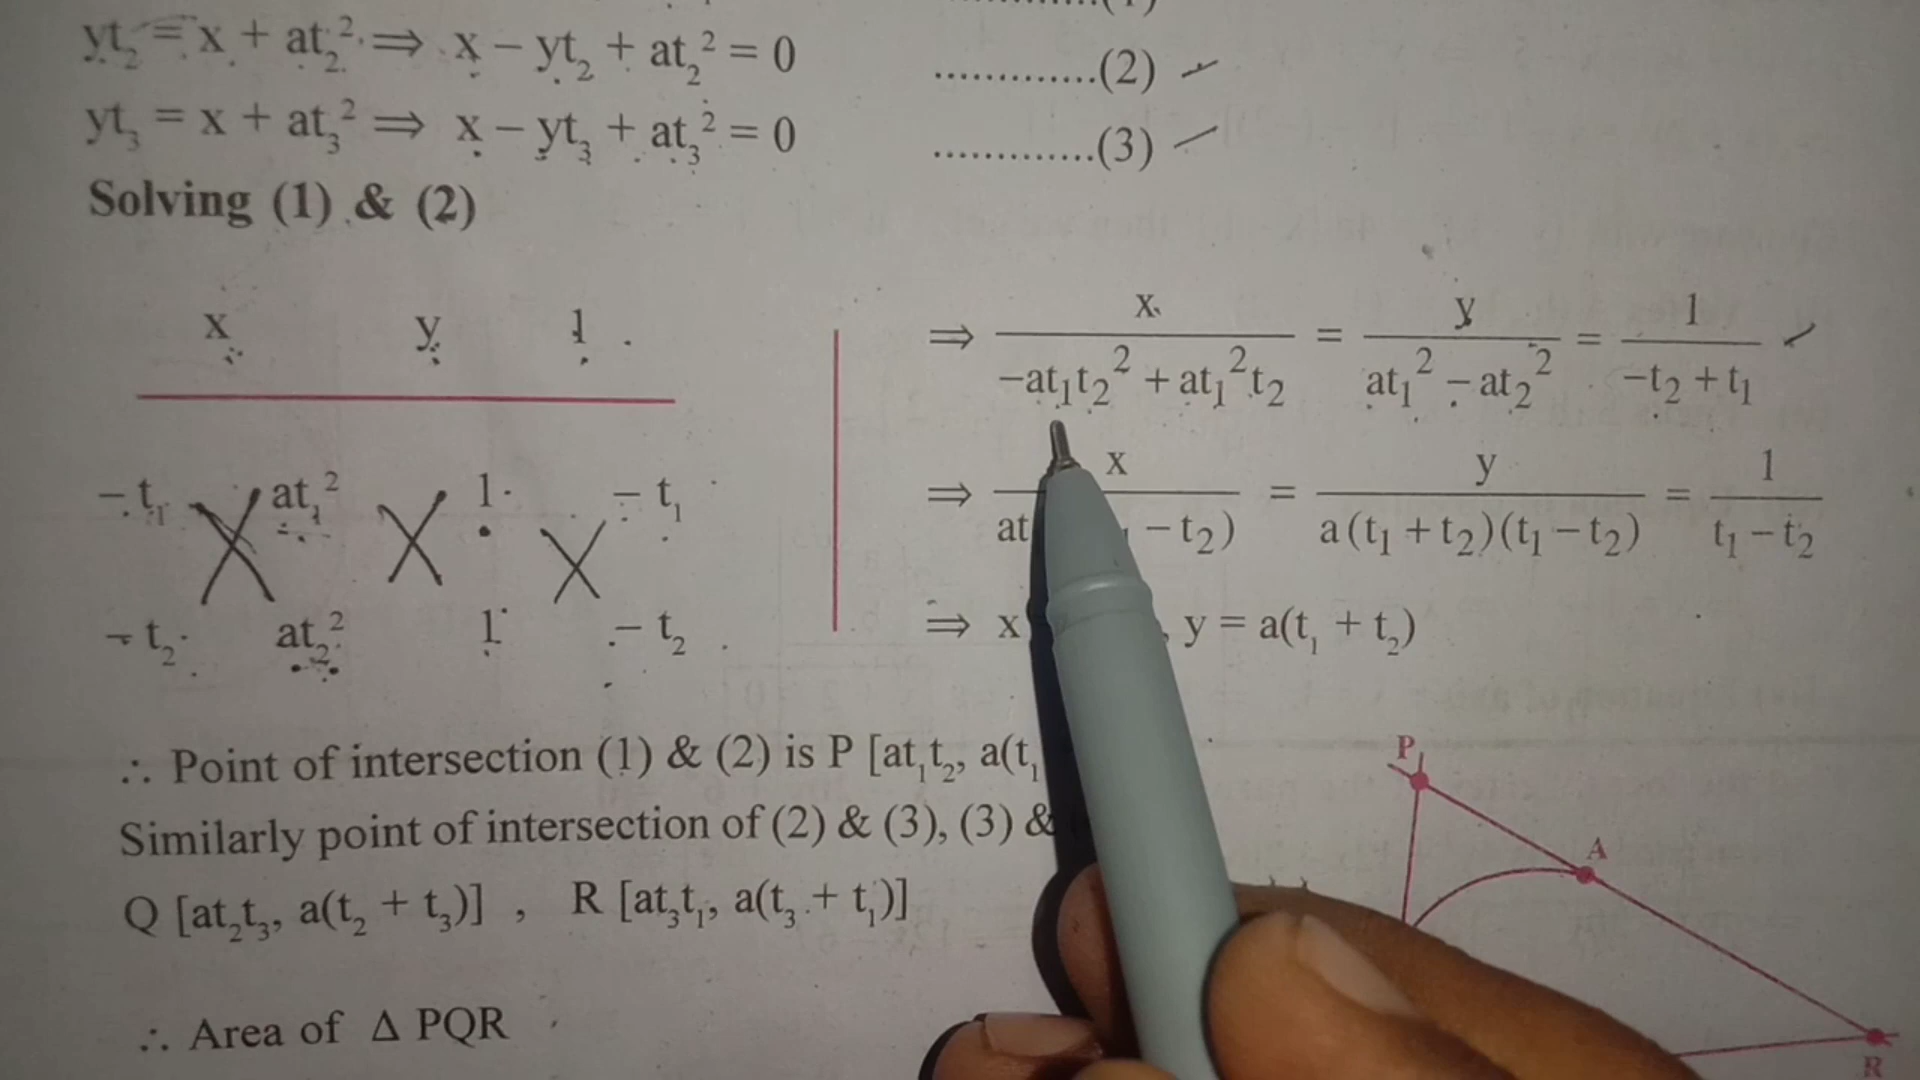 yt₂ = x + at₂² ⇒ x – yt₂ + at₂² = 0 .............(2)
yt₃ = x + at₃² ⇒ x – yt₃ + at₃² = 0 .............(3)
Solving (1) & (2)
x y 1
– t₁ at₁² 1 – t₁
– t₂ at₂² 1 – t₂
⇒ x/(–at₁t₂² + at₁²t₂) = y/(at₁² – at₂²) = 1/(–t₂ + t₁)
⇒ x/(at – t₂) = y/(a(t₁ + t₂)(t₁ – t₂)) = 1/(t₁ – t₂)
⇒ x , y = a(t₁ + t₂)
∴ Point of intersection (1) & (2) is P [at₁t₂, a(t₁
Similarly point of intersection of (2) & (3), (3) &
Q [at₂t₃, a(t₂ + t₃)] , R [at₃t₁, a(t₃ + t₁)]
∴ Area of Δ PQR
P
A
R